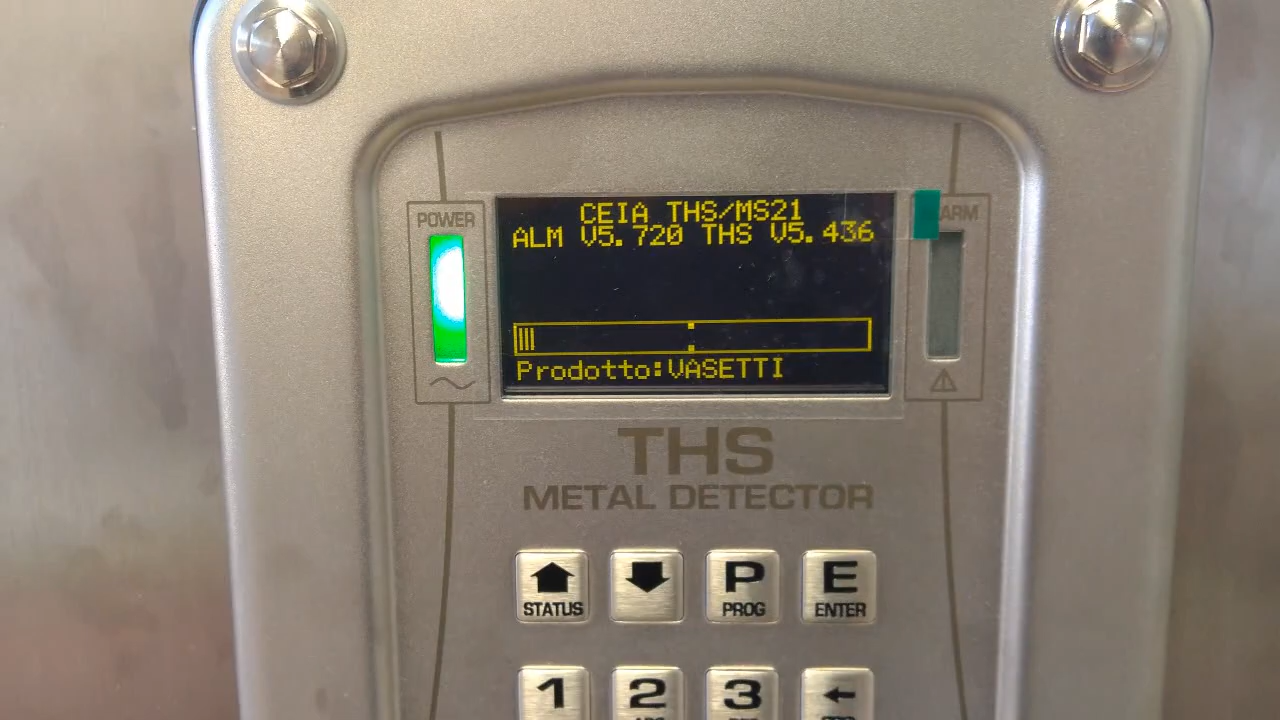 CEIA THS/MS21
ALM V5.720 THS V5.436
POWER
ARM
Prodotto:VASETTI
THS
METAL DETECTOR
STATUS
P
PROG
E
ENTER
1
2
3